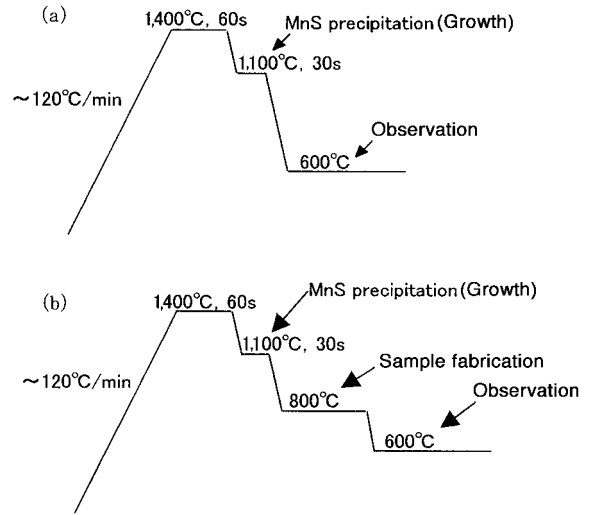 (a)
1,400℃, 60s
MnS precipitation(Growth)
1,100℃, 30s
～120℃/min
Observation
600℃
(b)
1,400℃, 60s
MnS precipitation(Growth)
1,100℃, 30s
～120℃/min
Sample fabrication
800℃
Observation
600℃